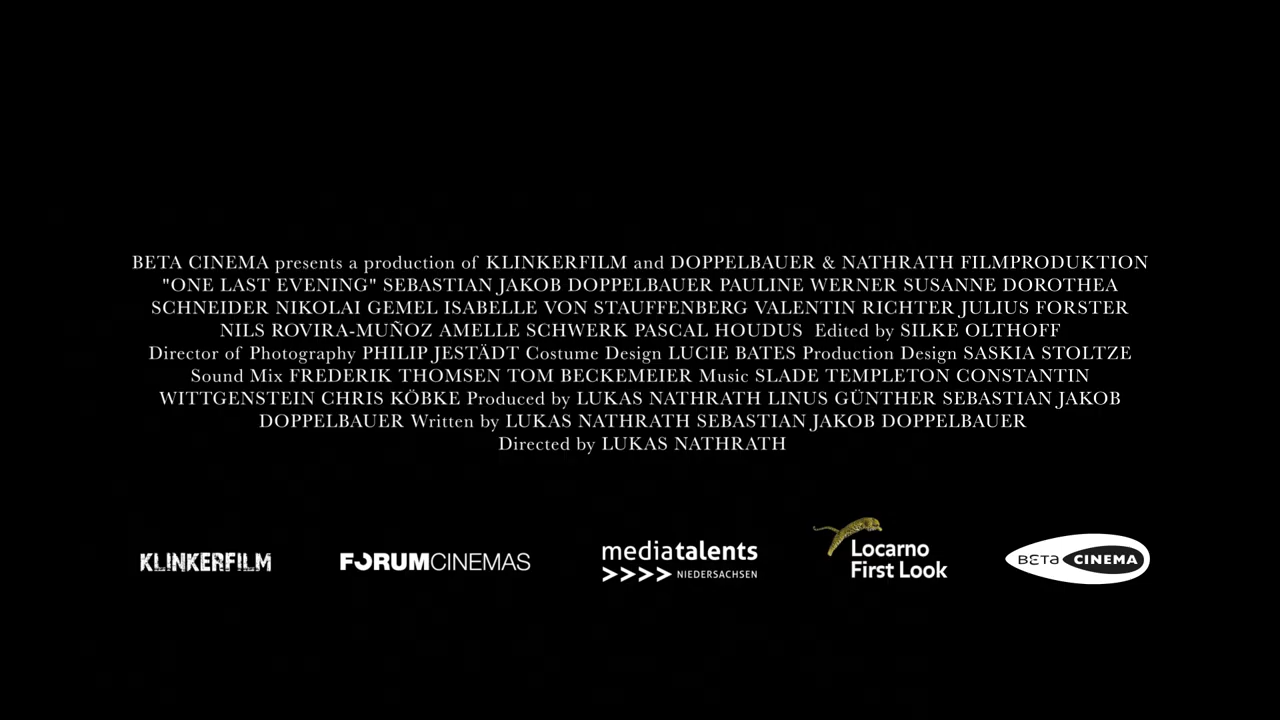 BETA CINEMA presents a production of KLINKERFILM and DOPPELBAUER & NATHRATH FILMPRODUKTION
"ONE LAST EVENING" SEBASTIAN JAKOB DOPPELBAUER PAULINE WERNER SUSANNE DOROTHEA
SCHNEIDER NIKOLAI GEMEL ISABELLE VON STAUFFENBERG VALENTIN RICHTER JULIUS FORSTER
NILS ROVIRA-MUÑOZ AMELLE SCHWERK PASCAL HOUDUS Edited by SILKE OLTHOFF
Director of Photography PHILIP JESTÄDT Costume Design LUCIE BATES Production Design SASKIA STOLTZE
Sound Mix FREDERIK THOMSEN TOM BECKEMEIER Music SLADE TEMPLETON CONSTANTIN
WITTGENSTEIN CHRIS KÖBKE Produced by LUKAS NATHRATH LINUS GÜNTHER SEBASTIAN JAKOB
DOPPELBAUER Written by LUKAS NATHRATH SEBASTIAN JAKOB DOPPELBAUER
Directed by LUKAS NATHRATH
KLINKERFILM
FORUMCINEMAS
mediatalents
>>>> NIEDERSACHSEN
Locarno
First Look
BETA CINEMA